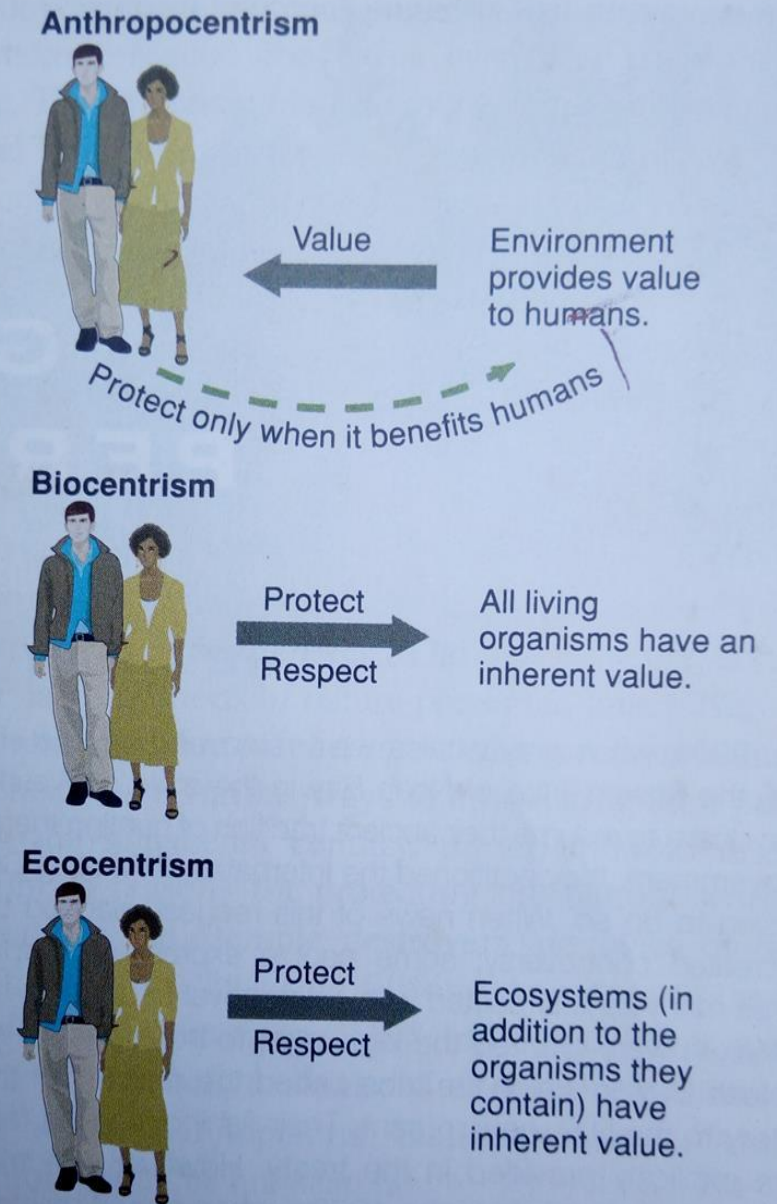 Anthropocentrism
Value
Environment
provides value
to humans.
Protect only when it benefits humans
Biocentrism
Protect
Respect
All living
organisms have an
inherent value.
Ecocentrism
Protect
Respect
Ecosystems (in
addition to the
organisms they
contain) have
inherent value.